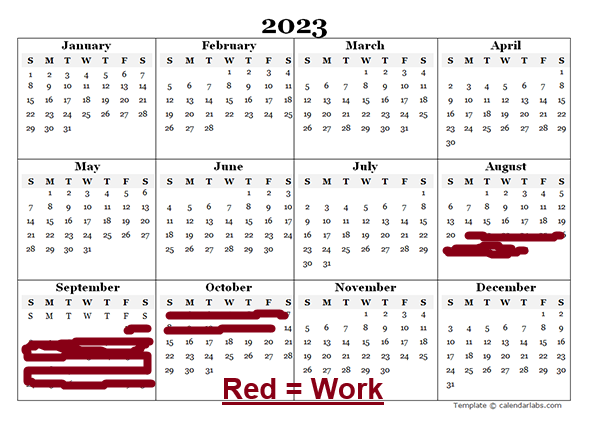 2023
January
S M T W T F S
1 2 3 4 5 6 7
8 9 10 11 12 13 14
15 16 17 18 19 20 21
22 23 24 25 26 27 28
29 30 31
February
S M T W T F S
1 2 3 4
5 6 7 8 9 10 11
12 13 14 15 16 17 18
19 20 21 22 23 24 25
26 27 28
March
S M T W T F S
1 2 3 4
5 6 7 8 9 10 11
12 13 14 15 16 17 18
19 20 21 22 23 24 25
26 27 28 29 30 31
April
S M T W T F S
1
2 3 4 5 6 7 8
9 10 11 12 13 14 15
16 17 18 19 20 21 22
23 24 25 26 27 28 29
30
May
S M T W T F S
1 2 3 4 5 6
7 8 9 10 11 12 13
14 15 16 17 18 19 20
21 22 23 24 25 26 27
28 29 30 31
June
S M T W T F S
1 2 3
4 5 6 7 8 9 10
11 12 13 14 15 16 17
18 19 20 21 22 23 24
25 26 27 28 29 30
July
S M T W T F S
1
2 3 4 5 6 7 8
9 10 11 12 13 14 15
16 17 18 19 20 21 22
23 24 25 26 27 28 29
30 31
August
S M T W T F S
1 2 3 4 5
6 7 8 9 10 11 12
13 14 15 16 17 18 19
20
September
S M T W T F S
S M T W T F S
October
S M T W T F S
14
15 16 17 18 19 20 21
22 23 24 25 26 27 28
29 30 31
November
S M T W T F S
1 2 3 4
5 6 7 8 9 10 11
12 13 14 15 16 17 18
19 20 21 22 23 24 25
26 27 28 29 30
December
S M T W T F S
1 2
3 4 5 6 7 8 9
10 11 12 13 14 15 16
17 18 19 20 21 22 23
24 25 26 27 28 29 30
31
Red = Work
Template © calendarlabs.com